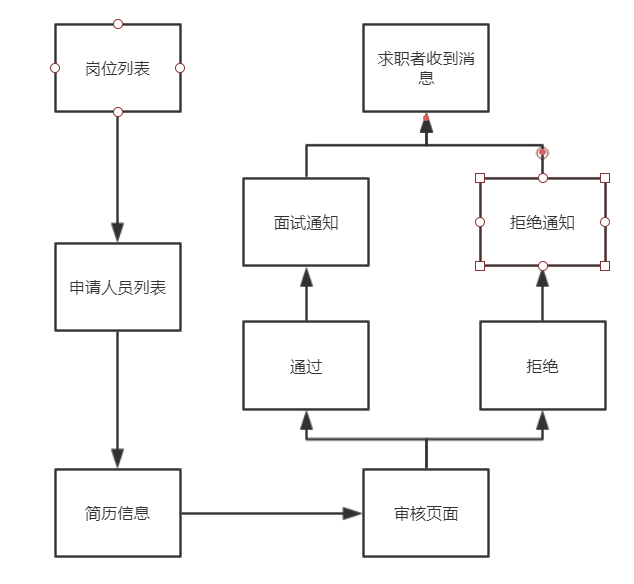 岗位列表
求职者收到消
息
面试通知
拒绝通知
申请人员列表
通过
拒绝
简历信息
审核页面